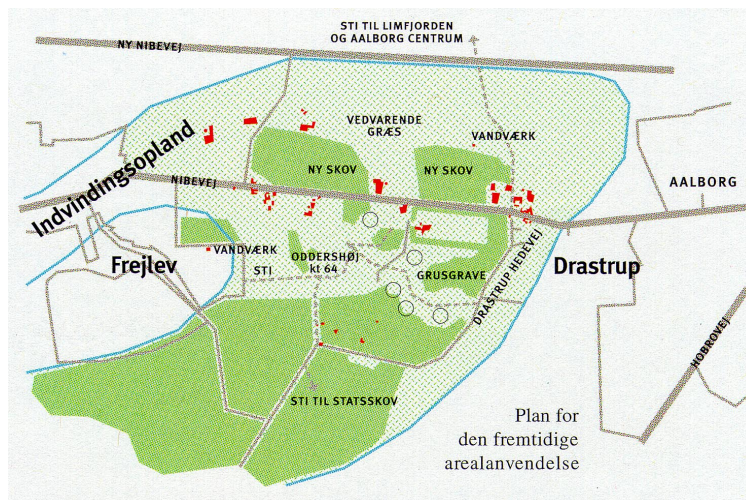 STI TIL LIMFJORDEN
OG AALBORG CENTRUM
NY NIBEVEJ
VEDVARENDE
GRÆS
VANDVÆRK
NY SKOV
NY SKOV
NIBEVEJ
AALBORG
Indvindingsopland
VANDVÆRK
STI
ODDERSHØJ
kt 64
GRUSGRAVE
DRASTRUP HEDEVEJ
Frejlev
Drastrup
HOBROVEJ
STI TIL STATSSKOV
Plan for
den fremtidige
arealanvendelse